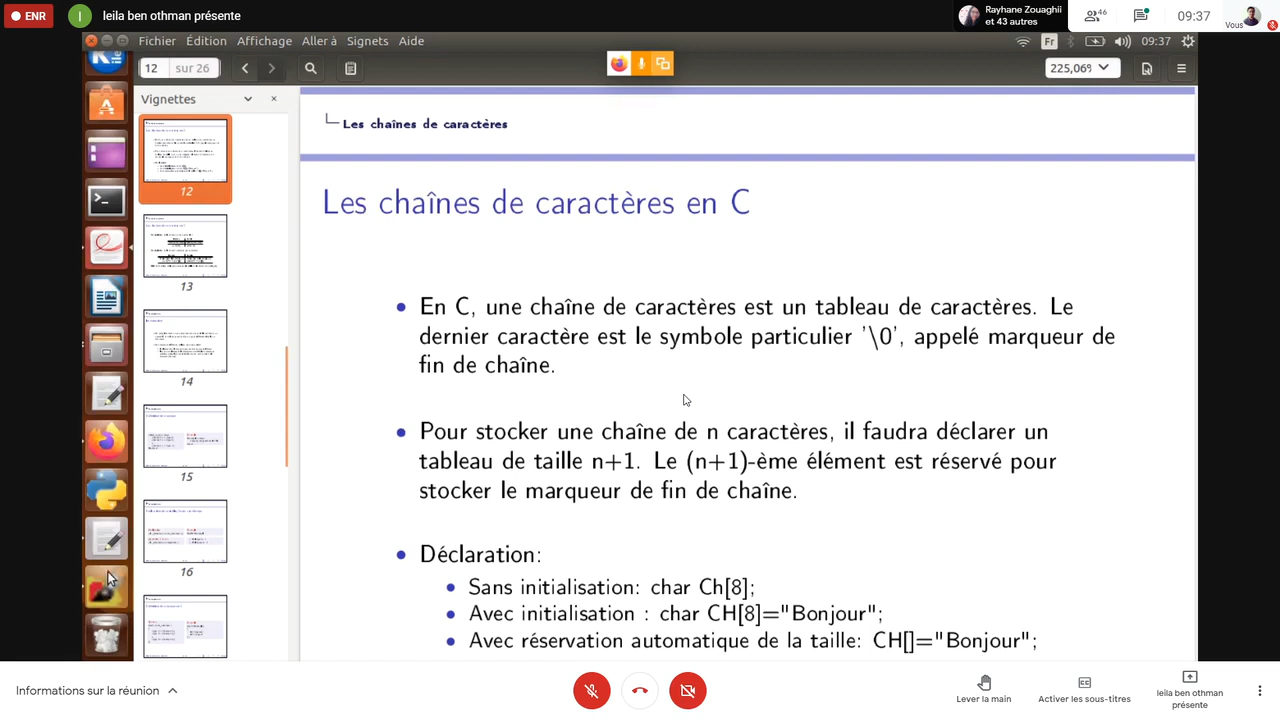 ENR
l
leila ben othman présente
Rayhane Zouaghii
et 43 autres
46
09:37
Vous
Fichier Édition Affichage Aller à Signets Aide
Fr
09:37
12 sur 26
225,06%
Vignettes
12
13
14
15
16
Les chaînes de caractères
Les chaînes de caractères en C
En C, une chaîne de caractères est un tableau de caractères. Le
dernier caractère est le symbole particulier '\0', appelé marqueur de
fin de chaîne.
Pour stocker une chaîne de n caractères, il faudra déclarer un
tableau de taille n+1. Le (n+1)-ème élément est réservé pour
stocker le marqueur de fin de chaîne.
Déclaration:
Sans initialisation: char Ch[8];
Avec initialisation : char CH[8]="Bonjour";
Avec réservation automatique de la taille: CH[]="Bonjour";
Informations sur la réunion
Lever la main
Activer les sous-titres
leila ben othman
présente